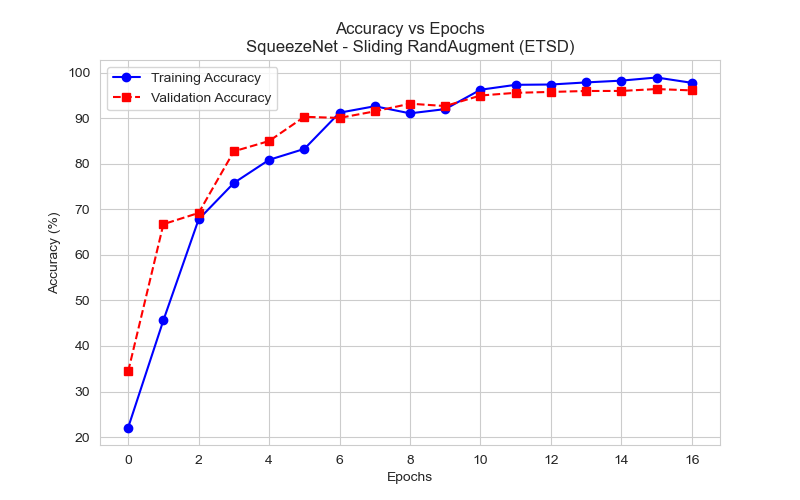 Accuracy vs Epochs
SqueezeNet - Sliding RandAugment (ETSD)
Training Accuracy
Validation Accuracy
100
90
80
70
60
50
40
30
20
Accuracy (%)
0 2 4 6 8 10 12 14 16
Epochs